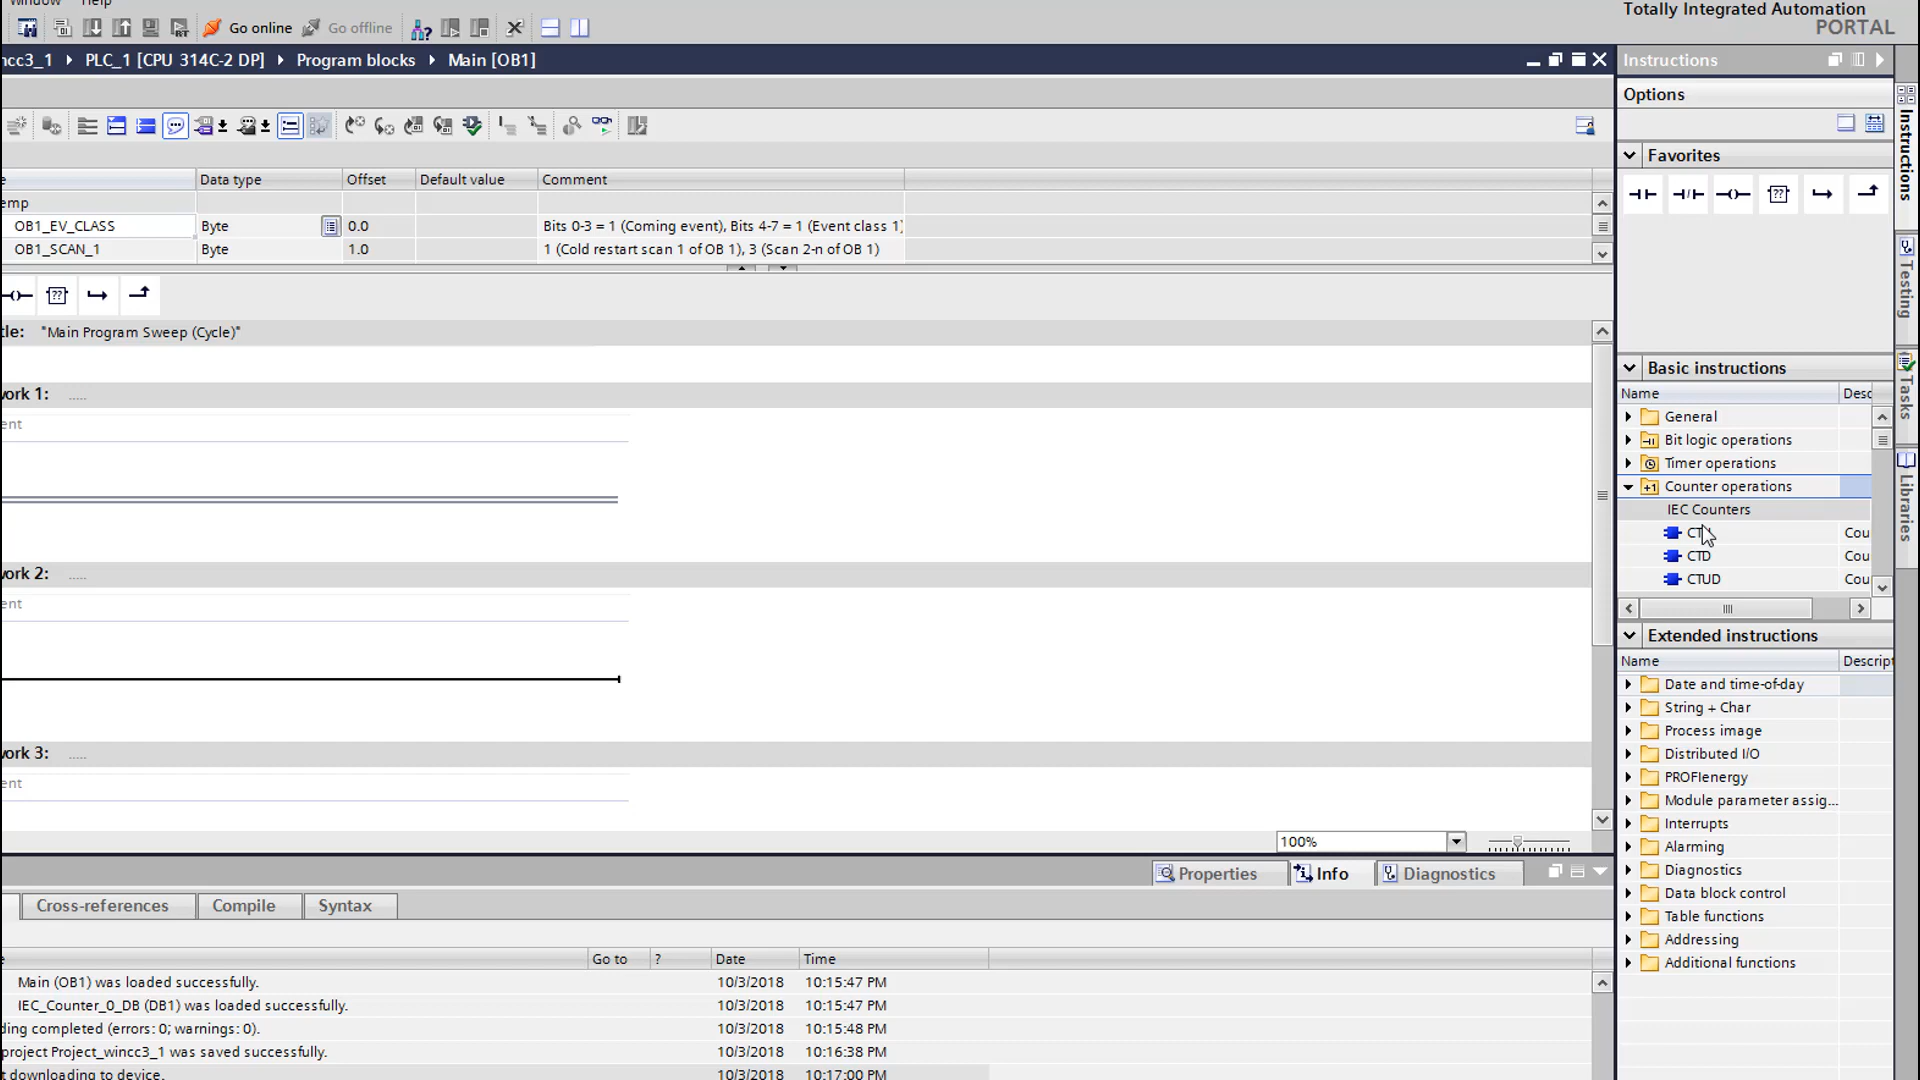 Window Help
Totally Integrated Automation
PORTAL
Go online Go offline
ncc3_1 PLC_1 [CPU 314C-2 DP] Program blocks Main [OB1]
Instructions
Options
Favorites
e Data type Offset Default value Comment
emp
OB1_EV_CLASS Byte 0.0 Bits 0-3 = 1 (Coming event), Bits 4-7 = 1 (Event class 1)
OB1_SCAN_1 Byte 1.0 1 (Cold restart scan 1 of OB 1), 3 (Scan 2-n of OB 1)
??
tle: "Main Program Sweep (Cycle)"
work 1: .....
ent
work 2: .....
ent
work 3: .....
ent
100%
Basic instructions
Name Desc
General
Bit logic operations
Timer operations
Counter operations
IEC Counters
Cou
CTD Cou
CTUD Cou
Extended instructions
Name Descript
Date and time-of-day
String + Char
Process image
Distributed I/O
PROFIenergy
Module parameter assig...
Interrupts
Alarming
Diagnostics
Data block control
Table functions
Addressing
Additional functions
Instructions
Testing
Tasks
Libraries
Properties Info Diagnostics
Cross-references Compile Syntax
e Go to ? Date Time
Main (OB1) was loaded successfully. 10/3/2018 10:15:47 PM
IEC_Counter_0_DB (DB1) was loaded successfully. 10/3/2018 10:15:47 PM
ding completed (errors: 0; warnings: 0). 10/3/2018 10:15:48 PM
project Project_wincc3_1 was saved successfully. 10/3/2018 10:16:38 PM
t downloading to device. 10/3/2018 10:17:00 PM